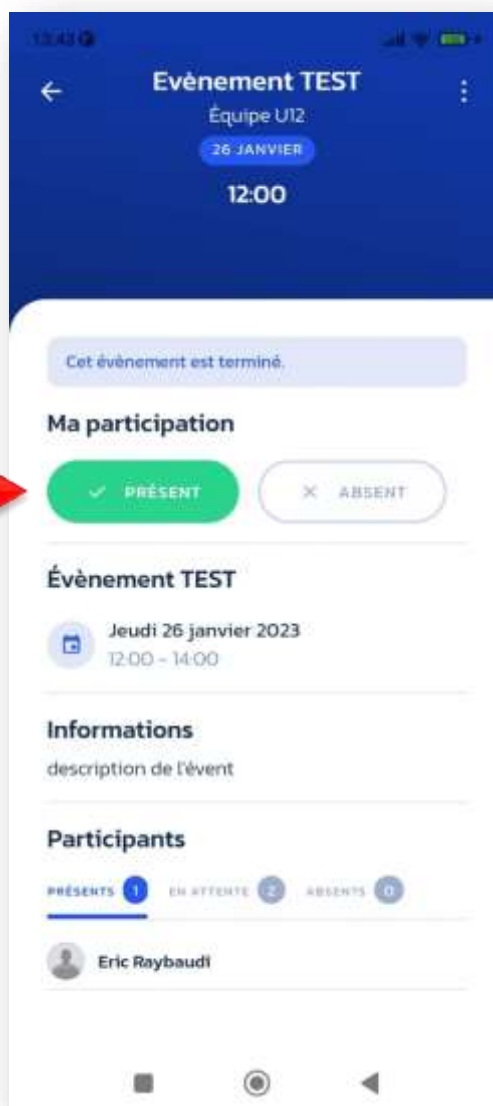 13:43
Evènement TEST
Équipe U12
26 JANVIER
12:00
Cet évènement est terminé.
Ma participation
PRÉSENT
ABSENT
Évènement TEST
Jeudi 26 janvier 2023
12:00 - 14:00
Informations
description de l'évent
Participants
PRÉSENTS 1 EN ATTENTE 2 ABSENTS 0
Eric Raybaudi